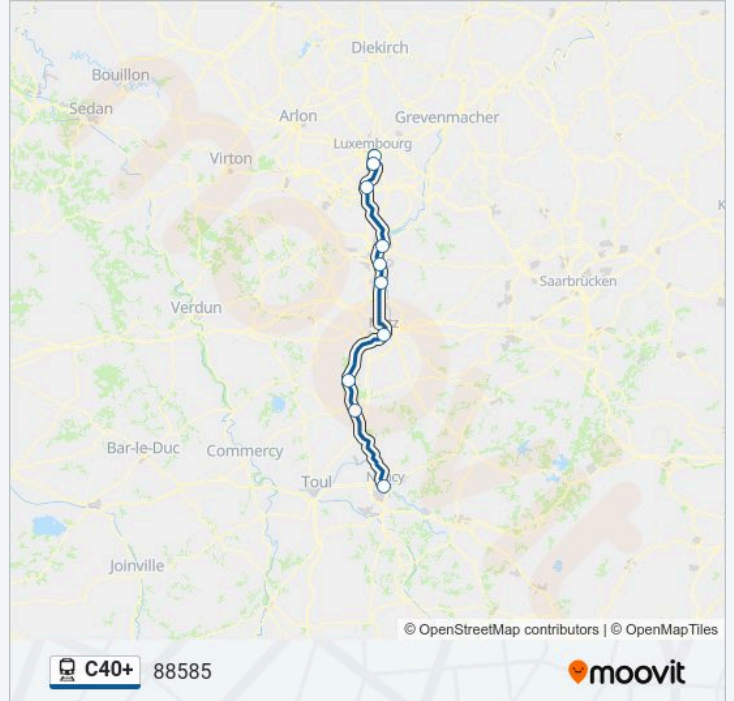 Diekirch
Bouillon
Sedan
Arlon
Grevenmacher
Luxembourg
Virton
K
Saarbrücken
Verdun
Bar-le-Duc
Commercy
Toul
Joinville
© OpenStreetMap contributors | © OpenMapTiles
C40+ 88585 moovit